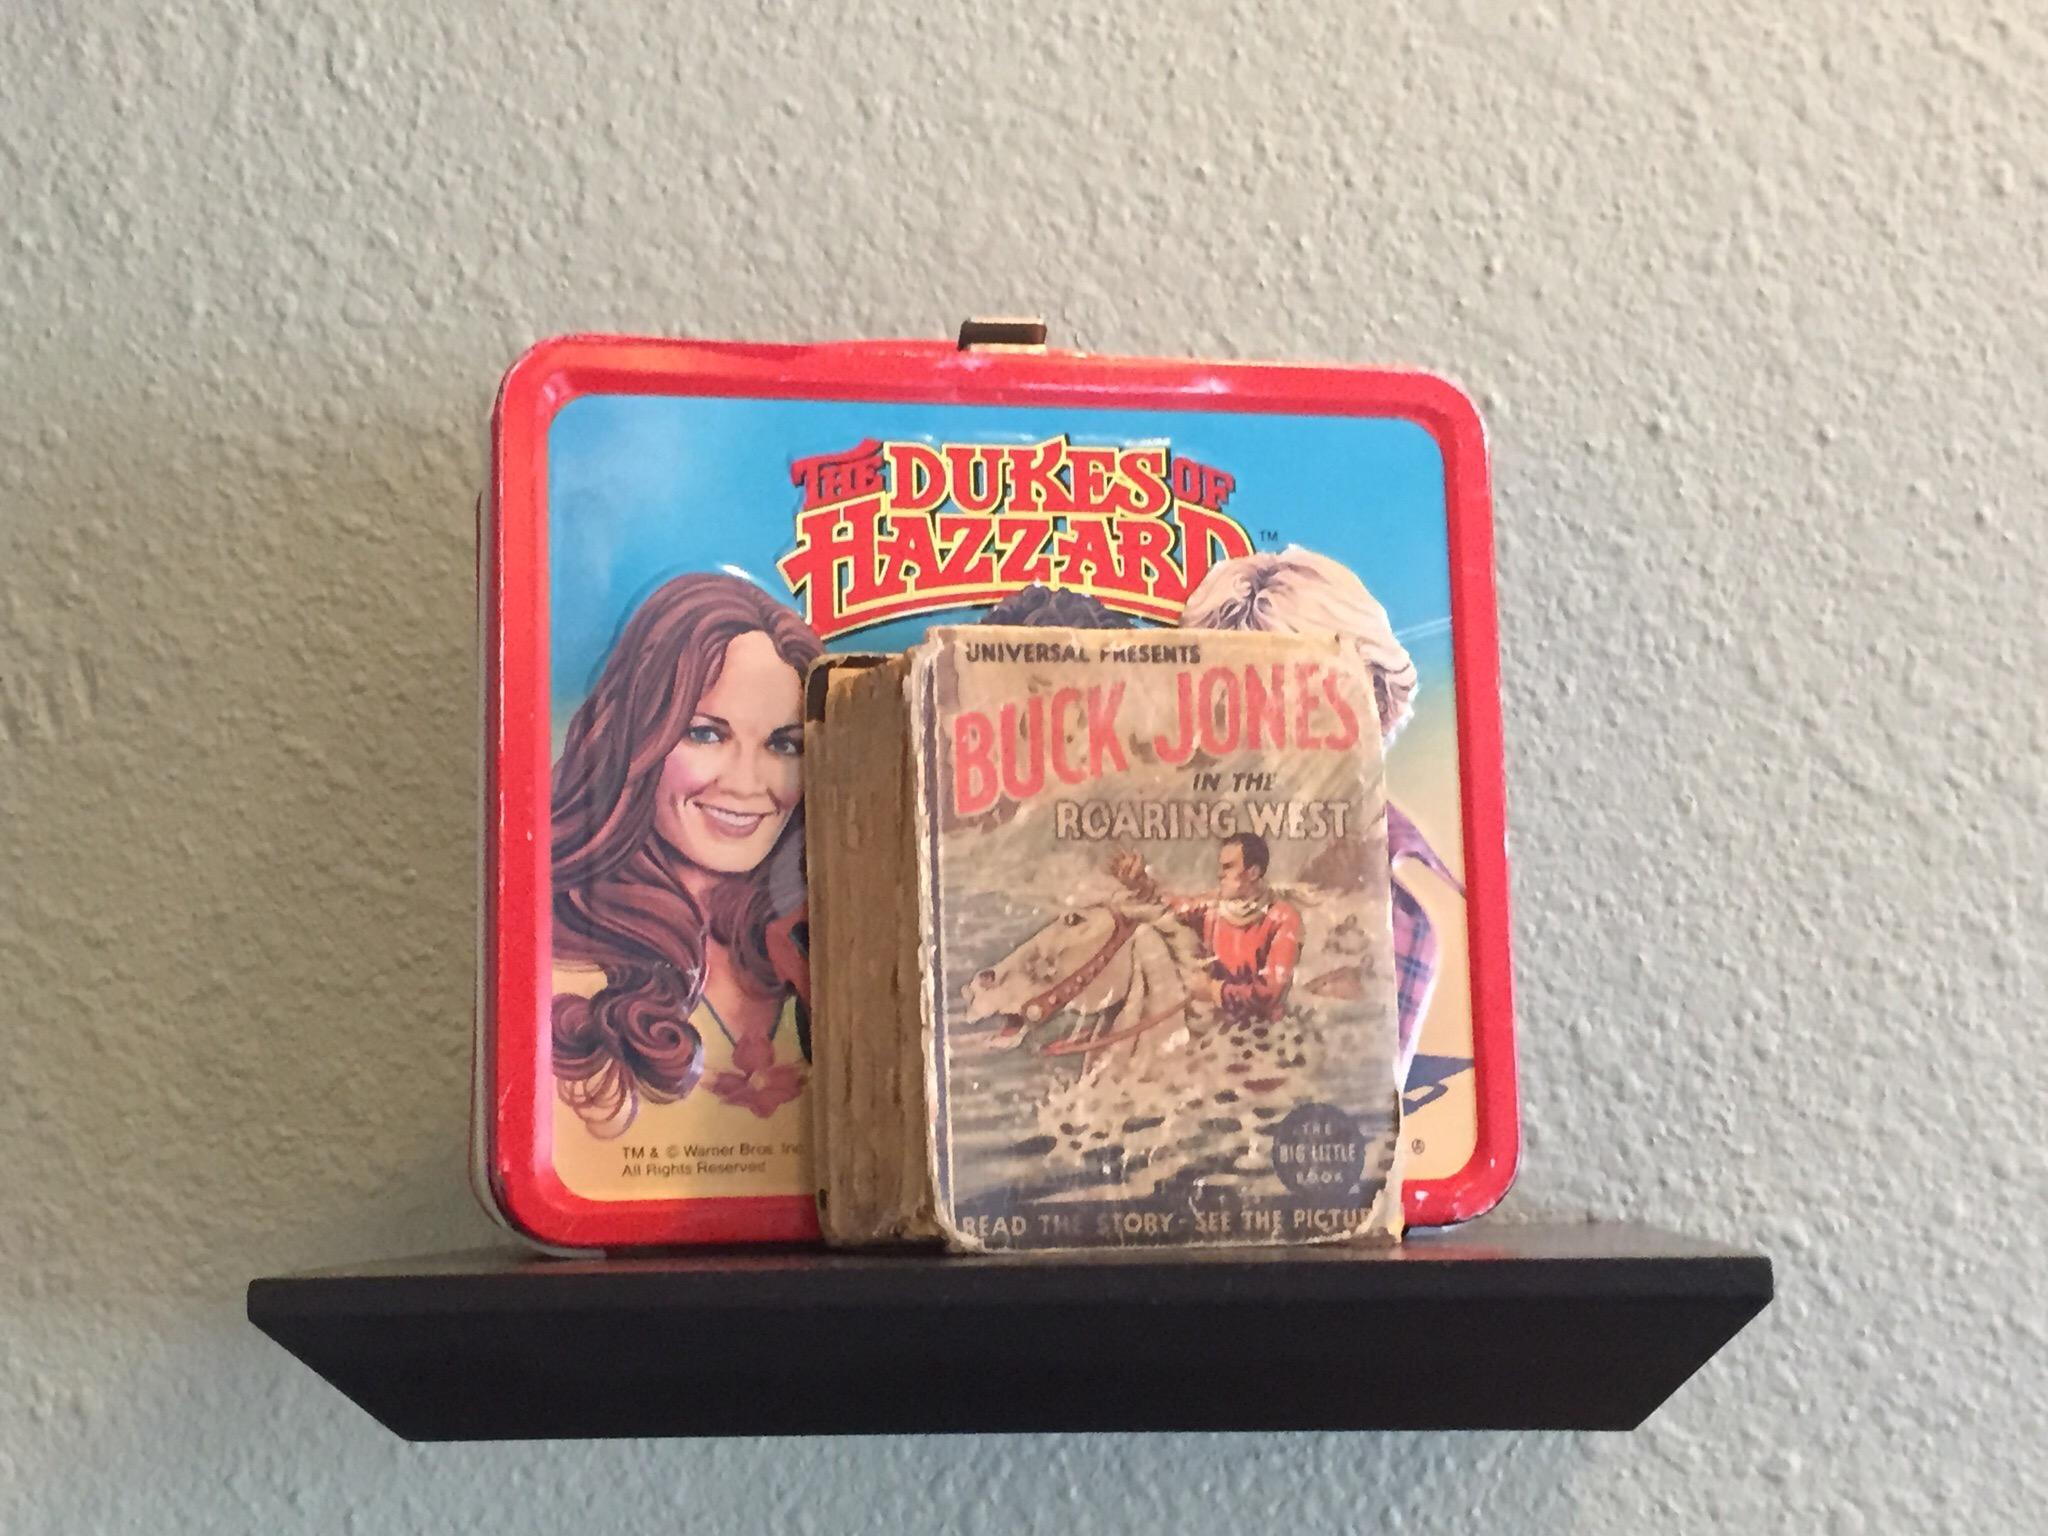 THE DUKES OF
HAZZARD TM
UNIVERSAL PRESENTS
BUCK JONES
IN THE
ROARING WEST
THE
BIG LITTLE
BOOK
READ THE STORY - SEE THE PICTUR
TM & © Warner Bros. Inc
All Rights Reserved
®